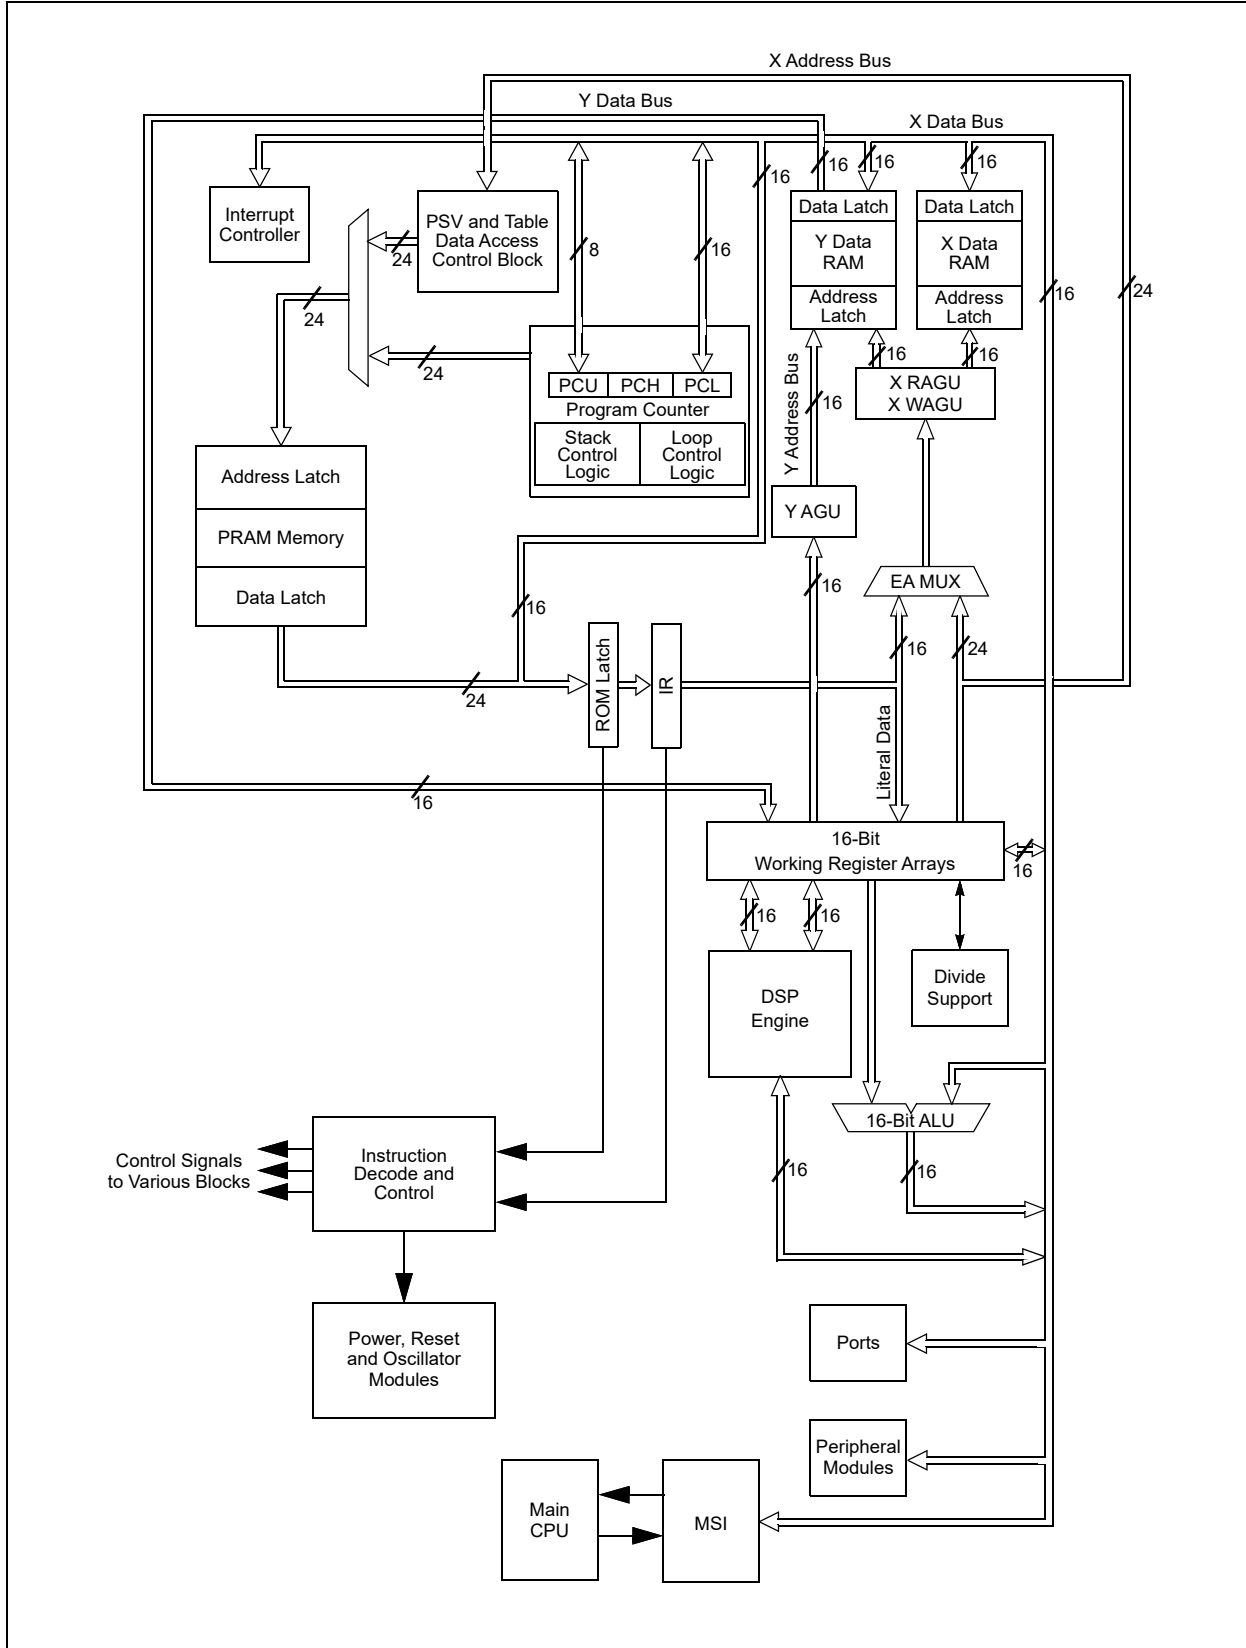 X Address Bus
Y Data Bus
X Data Bus
16
16
16
16
Interrupt
Controller
PSV and Table
Data Access
Control Block
24
8
16
Data Latch
Y Data
RAM
Address
Latch
Data Latch
X Data
RAM
Address
Latch
16
24
24
24
16
16
PCU
PCH
PCL
Program Counter
Stack
Control
Logic
Loop
Control
Logic
Y Address Bus
16
X RAGU
X WAGU
Address Latch
PRAM Memory
Data Latch
Y AGU
16
EA MUX
16
16
24
24
ROM Latch
IR
Literal Data
16
16-Bit
Working Register Arrays
16
16
16
DSP
Engine
Divide
Support
16-Bit ALU
16
16
Control Signals
to Various Blocks
Instruction
Decode and
Control
Power, Reset
and Oscillator
Modules
Ports
Peripheral
Modules
Main
CPU
MSI